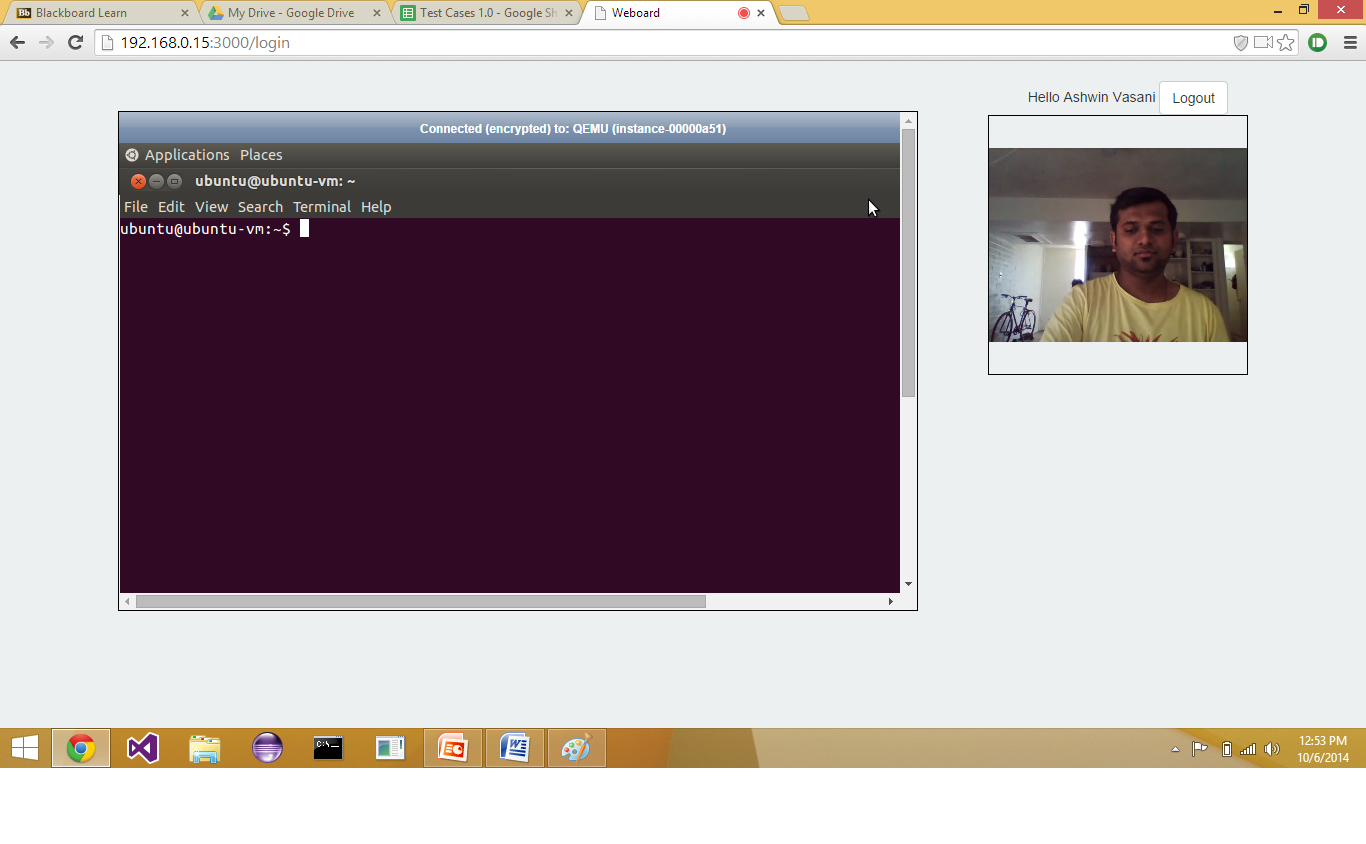 Bb Blackboard Learn
My Drive - Google Drive
Test Cases 1.0 - Google Sh
Weboard
192.168.0.15:3000/login
Hello Ashwin Vasani Logout
Connected (encrypted) to: QEMU (instance-00000a51)
Applications Places
ubuntu@ubuntu-vm: ~
File Edit View Search Terminal Help
ubuntu@ubuntu-vm:~$
C:\_
12:53 PM
10/6/2014